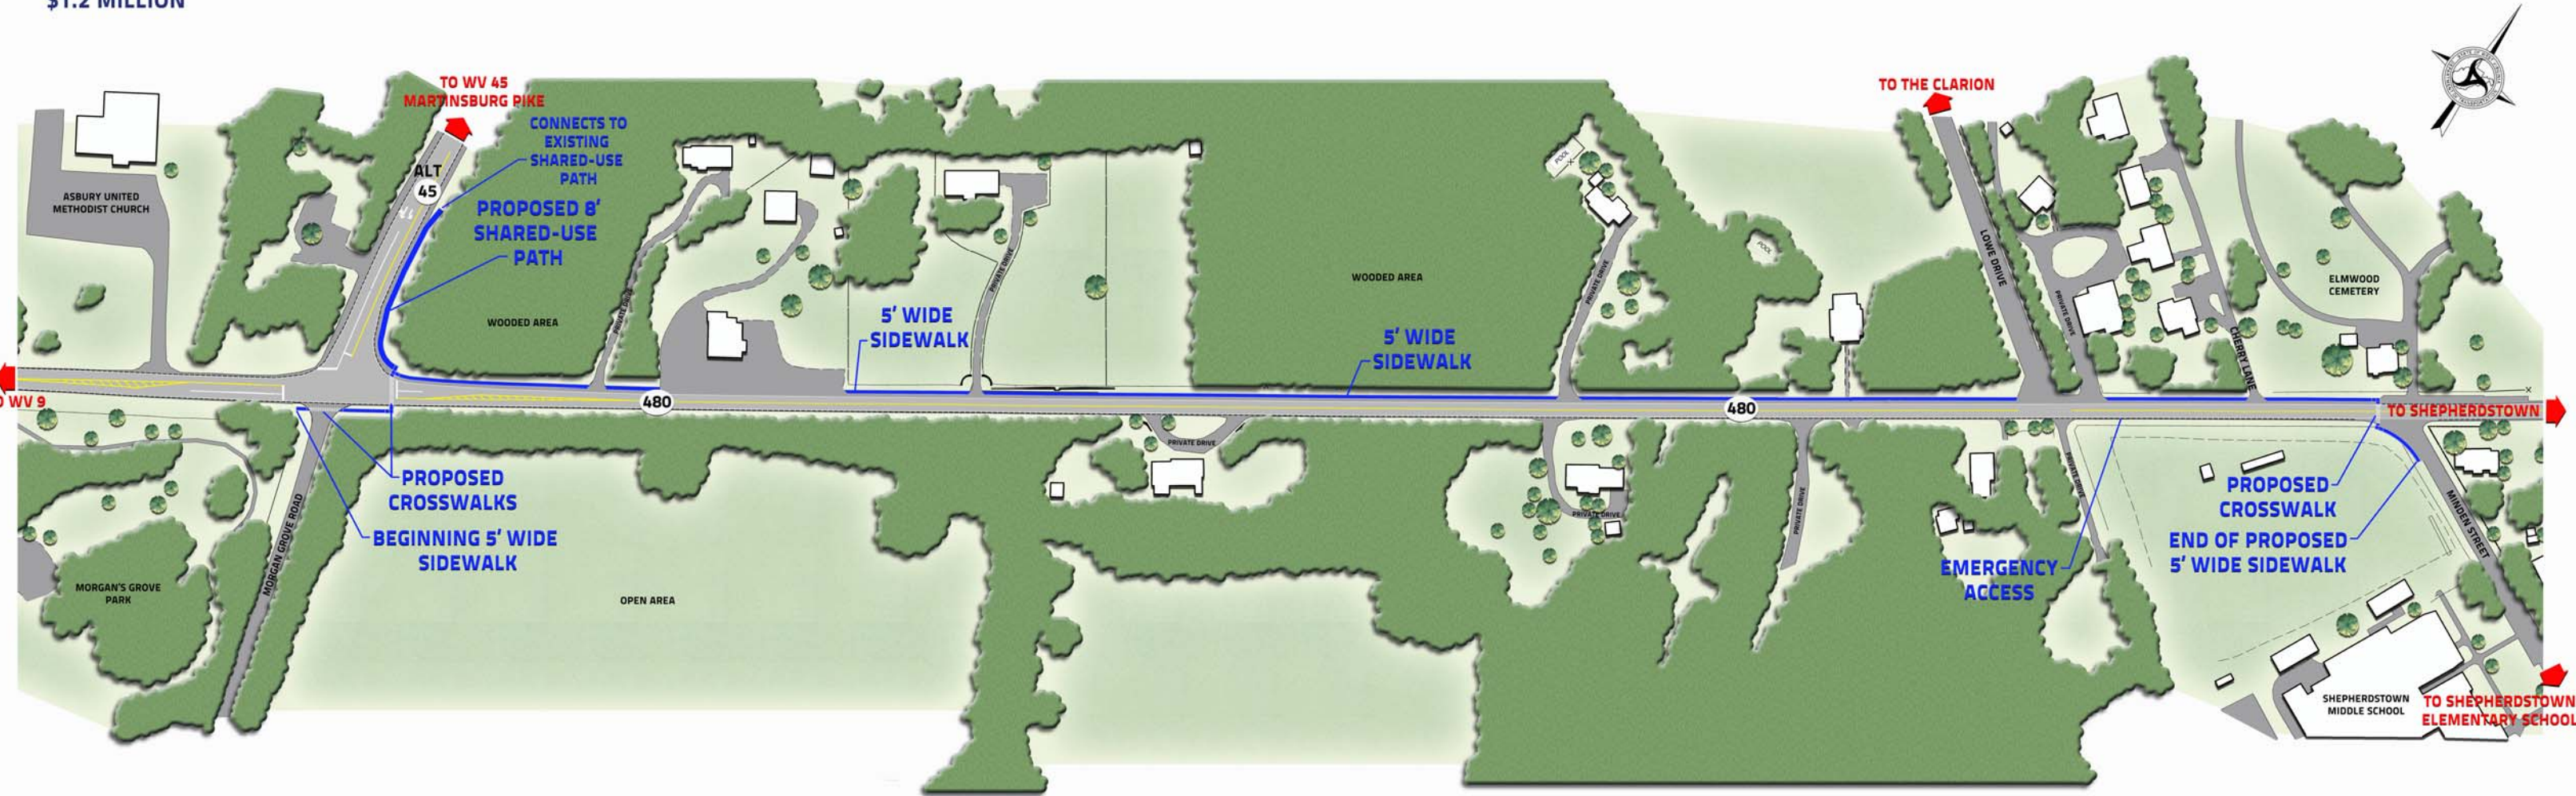 $1.2 MILLION
TO WV 45
MARTINSBURG PIKE
TO THE CLARION
CONNECTS TO
EXISTING
SHARED-USE
PATH
ALT
45
ASBURY UNITED
METHODIST CHURCH
PROPOSED 8'
SHARED-USE
PATH
WOODED AREA
PRIVATE DRIVE
5' WIDE
SIDEWALK
PRIVATE DRIVE
WOODED AREA
5' WIDE
SIDEWALK
POOL
PRIVATE DRIVE
POOL
LOWE DRIVE
PRIVATE DRIVE
CHERRY LANE
ELMWOOD
CEMETERY
WV 9
480
480
TO SHEPHERDSTOWN
PRIVATE DRIVE
PROPOSED
CROSSWALKS
BEGINNING 5' WIDE
SIDEWALK
MORGAN GROVE ROAD
MORGAN'S GROVE
PARK
OPEN AREA
PRIVATE DRIVE
PRIVATE DRIVE
PRIVATE DRIVE
EMERGENCY
ACCESS
PROPOSED
CROSSWALK
END OF PROPOSED
5' WIDE SIDEWALK
MINDEN STREET
SHEPHERDSTOWN
MIDDLE SCHOOL
TO SHEPHERDSTOWN
ELEMENTARY SCHOOL